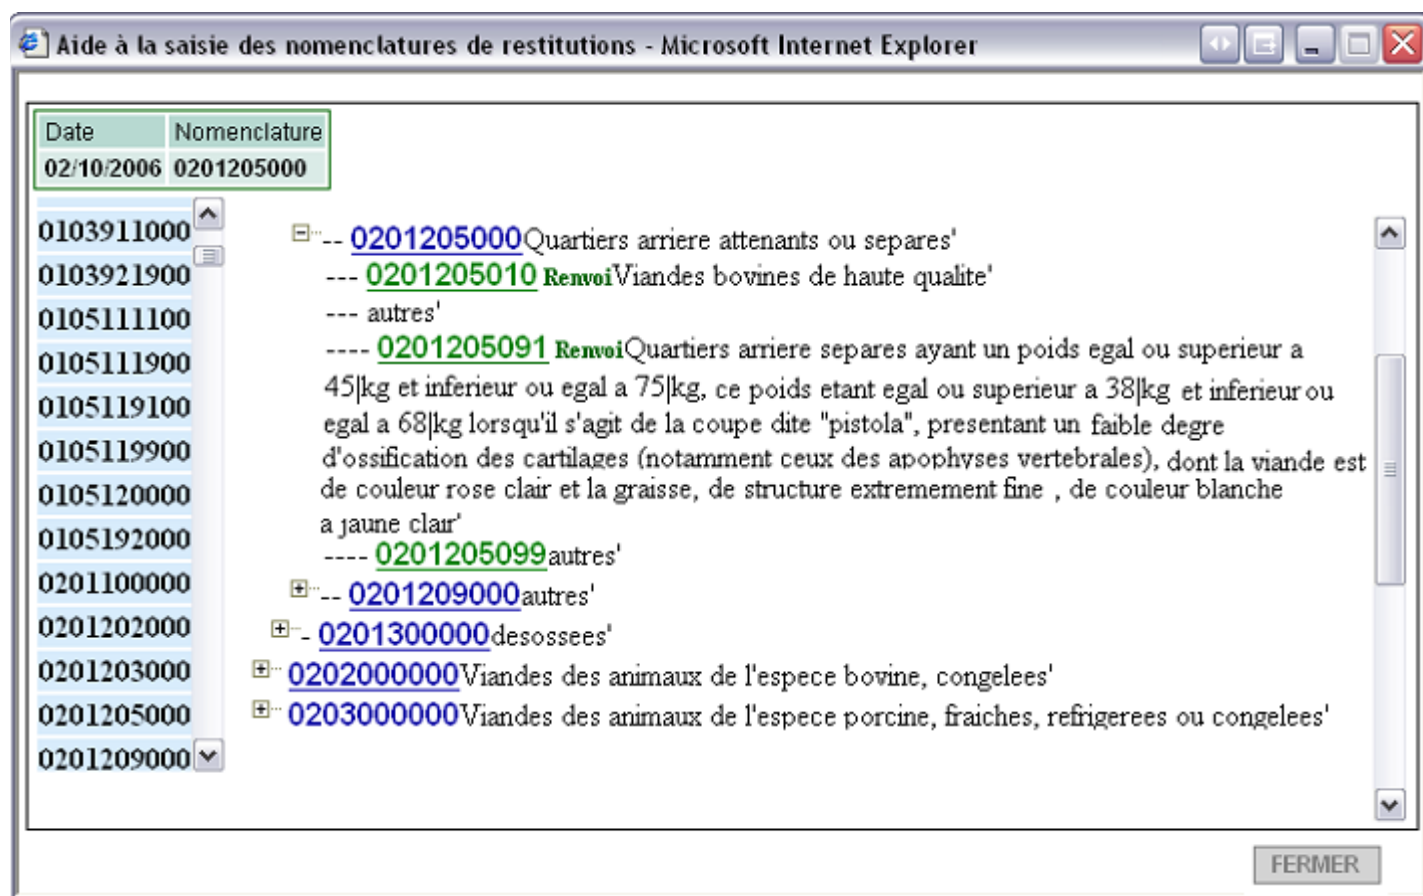 Aide à la saisie des nomenclatures de restitutions - Microsoft Internet Explorer
Date Nomenclature
02/10/2006 0201205000
0103911000
0103921900
0105111100
0105111900
0105119100
0105119900
0105120000
0105192000
0201100000
0201202000
0201203000
0201205000
0201209000
-- 0201205000Quartiers arriere attenants ou separes'
--- 0201205010 RenvoiViandes bovines de haute qualite'
--- autres'
---- 0201205091 RenvoiQuartiers arriere separes ayant un poids egal ou superieur a
45|kg et inferieur ou egal a 75|kg, ce poids etant egal ou superieur a 38|kg et inferieur ou
egal a 68|kg lorsqu'il s'agit de la coupe dite "pistola", presentant un faible degre
d'ossification des cartilages (notamment ceux des apophyses vertebrales), dont la viande est
de couleur rose clair et la graisse, de structure extremement fine , de couleur blanche
a jaune clair'
---- 0201205099autres'
-- 0201209000autres'
- 0201300000desossees'
0202000000Viandes des animaux de l'espece bovine, congelees'
0203000000Viandes des animaux de l'espece porcine, fraiches, refrigerees ou congelees'
FERMER